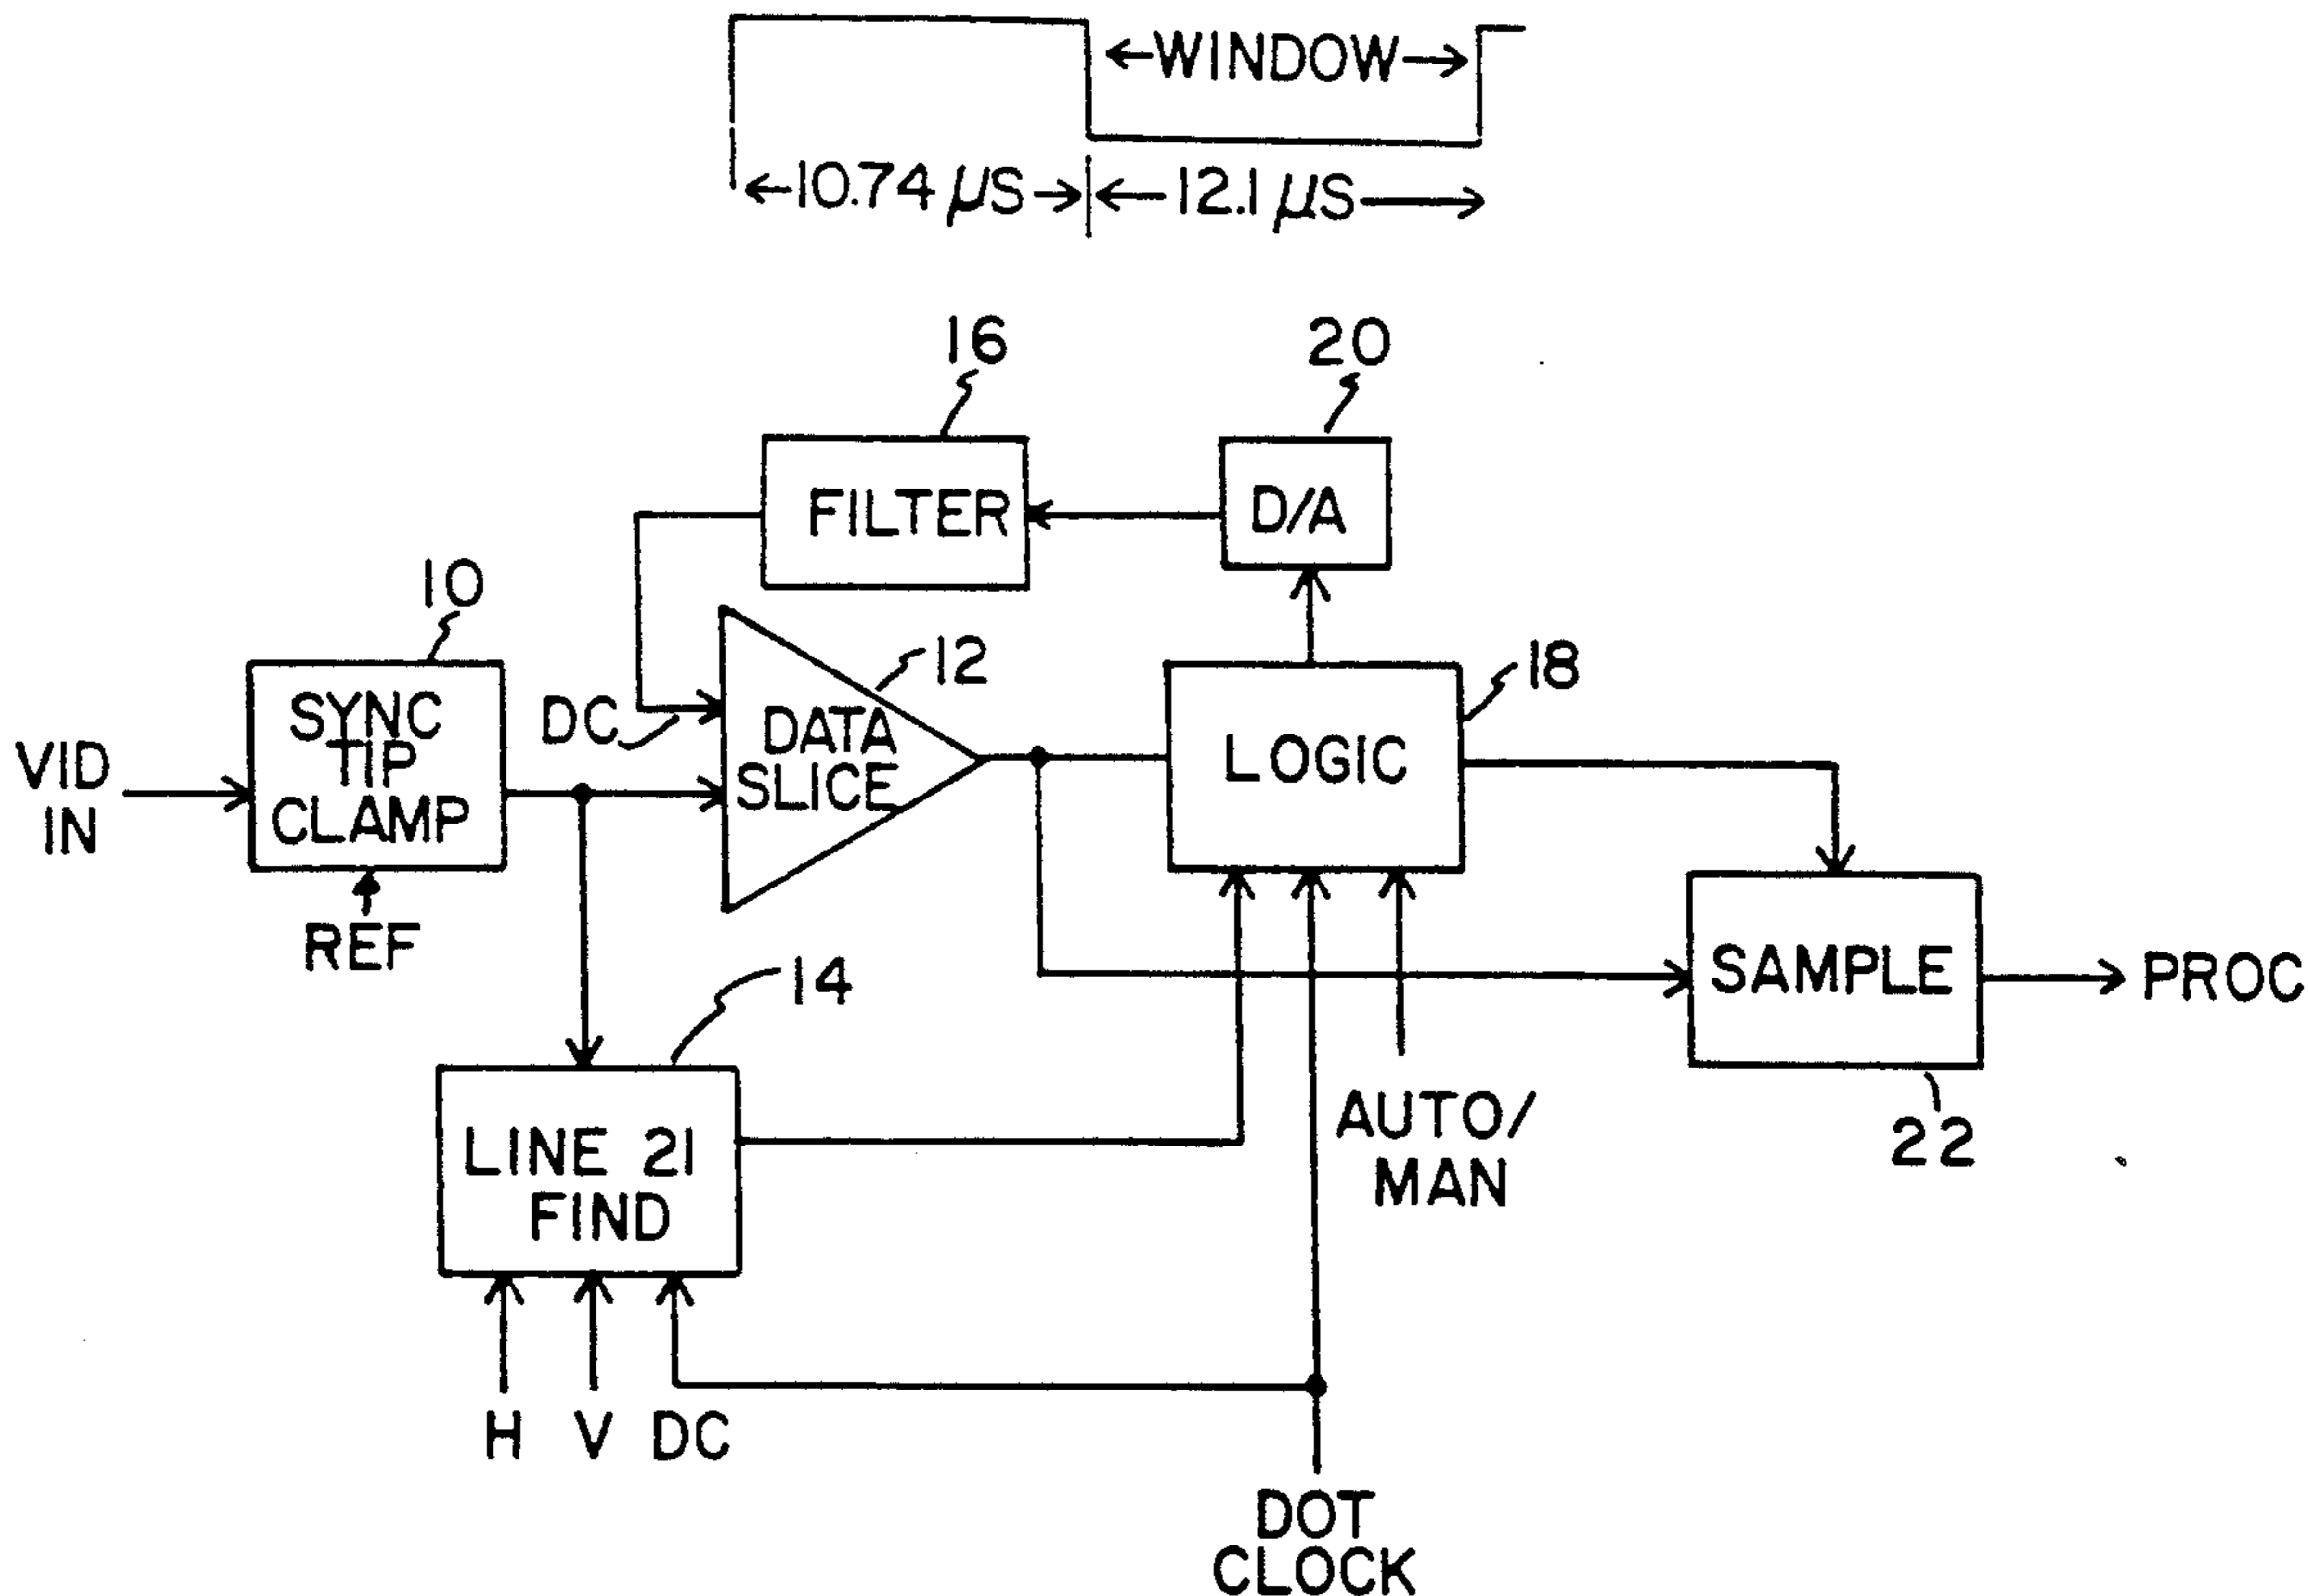 WINDOW
10.74 µS
12.1 µS
16
20
FILTER
D/A
10
12
18
SYNC
TIP
CLAMP
DC
DATA
SLICE
LOGIC
VID
IN
REF
14
SAMPLE
PROC
LINE 21
FIND
AUTO/
MAN
22
H
V
DC
DOT
CLOCK